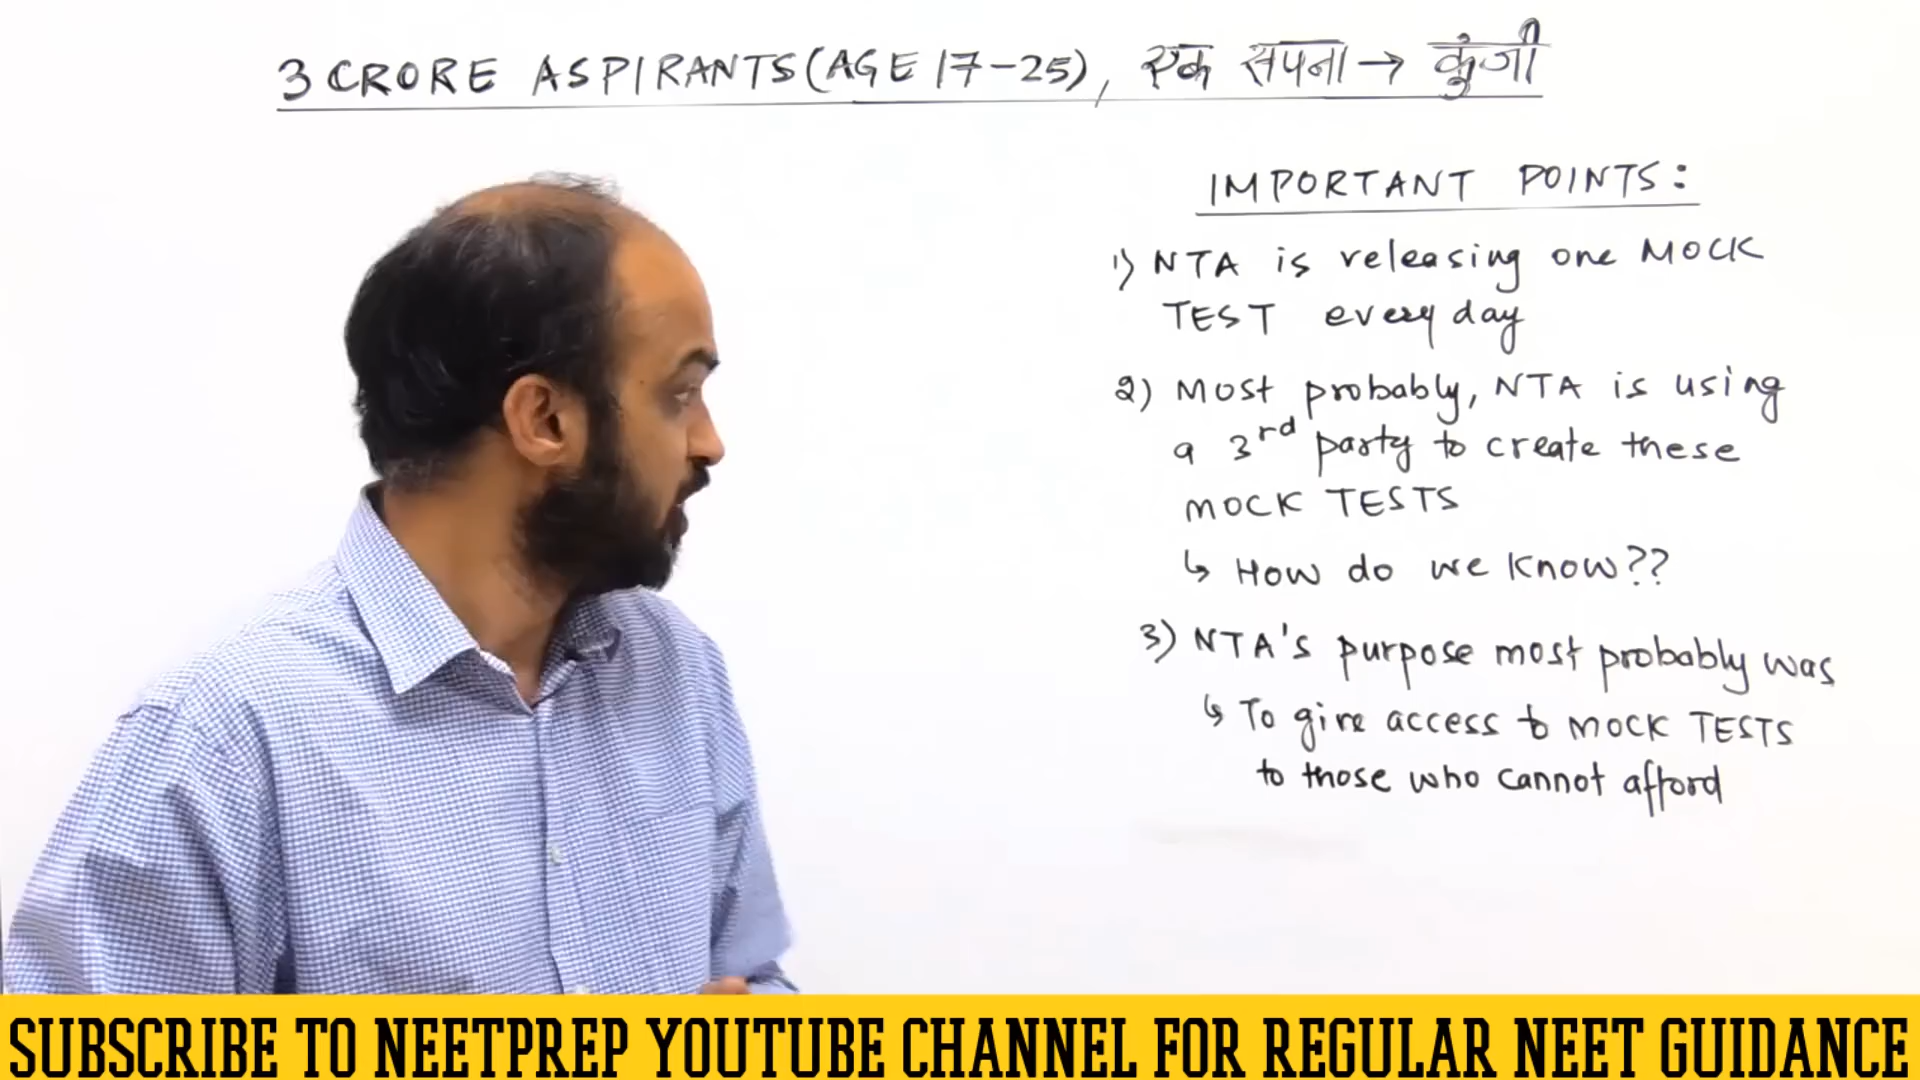 3 CRORE ASPIRANTS (AGE 17-25), एक सपना → कुंजी
IMPORTANT POINTS:
1) NTA is releasing one MOCK
TEST every day
2) Most probably, NTA is using
a 3rd party to create these
MOCK TESTS
↳ How do we know??
3) NTA's purpose most probably was
↳ To give access to MOCK TESTS
to those who cannot afford
SUBSCRIBE TO NEETPREP YOUTUBE CHANNEL FOR REGULAR NEET GUIDANCE